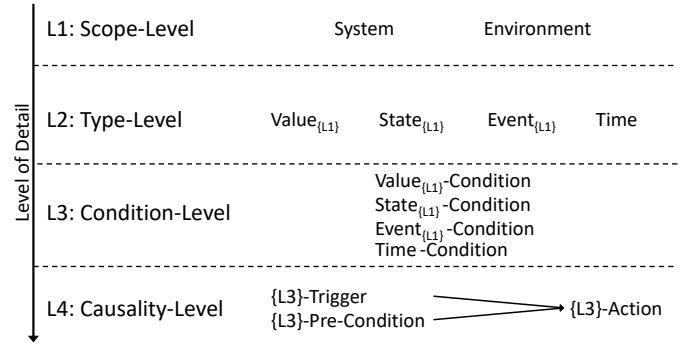 L1: Scope-Level System Environment
Level of Detail
L2: Type-Level Value{L1} State{L1} Event{L1} Time
L3: Condition-Level
Value{L1}-Condition
State{L1}-Condition
Event{L1}-Condition
Time-Condition
L4: Causality-Level
{L3}-Trigger
{L3}-Pre-Condition
{L3}-Action